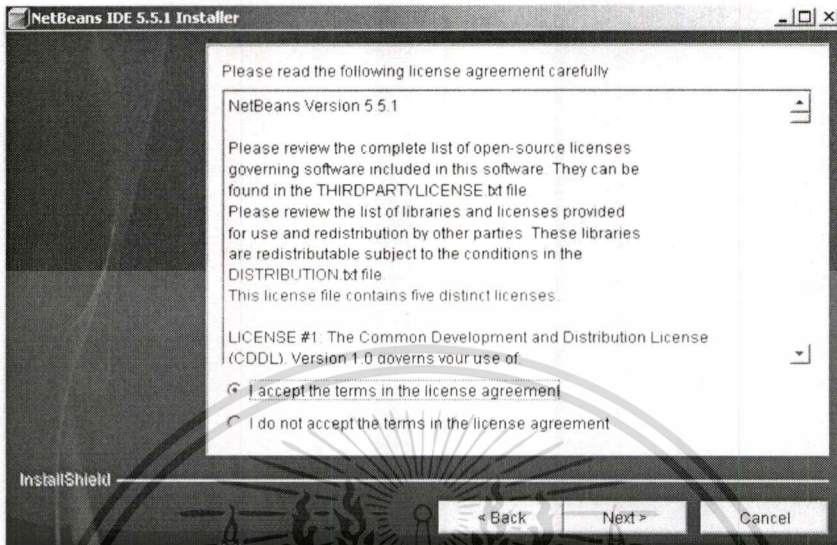 NetBeans IDE 5.5.1 Installer
Please read the following license agreement carefully
NetBeans Version 5.5.1
Please review the complete list of open-source licenses
governing software included in this software. They can be
found in the THIRDPARTYLICENSE.txt file
Please review the list of libraries and licenses provided
for use and redistribution by other parties. These libraries
are redistributable subject to the conditions in the
DISTRIBUTION.txt file.
This license file contains five distinct licenses.
LICENSE #1: The Common Development and Distribution License
(CDDL), Version 1.0 governs your use of:
I accept the terms in the license agreement
I do not accept the terms in the license agreement
InstallShield
< Back
Next >
Cancel